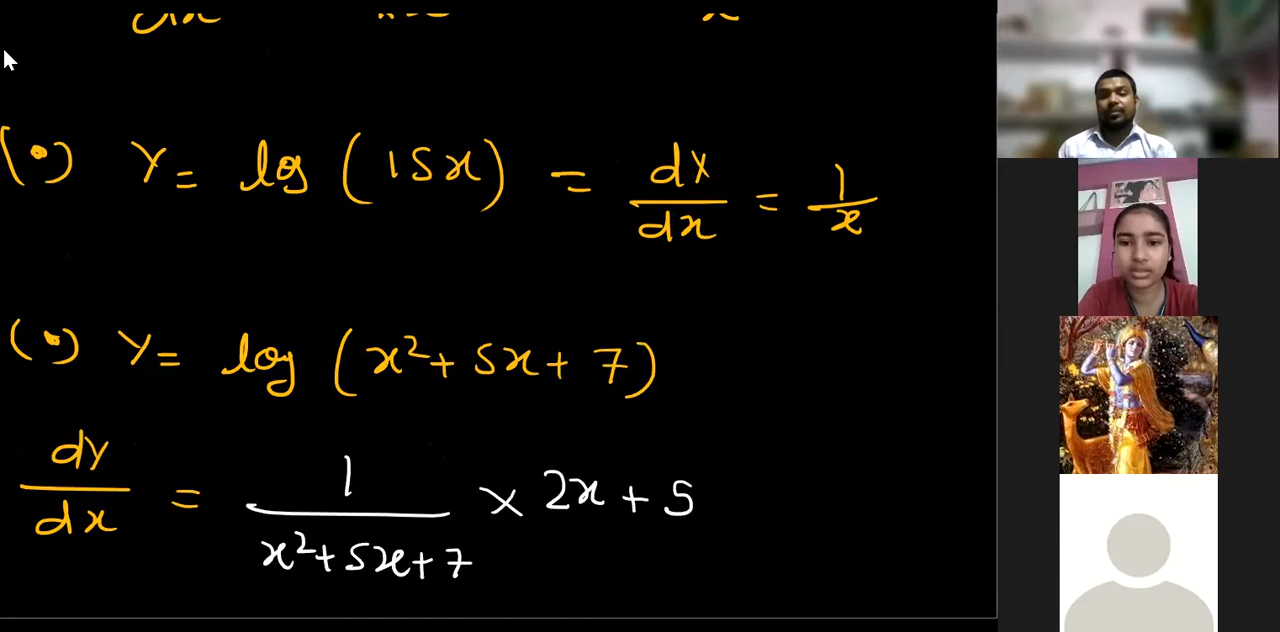 (•) Y = log (15x) = dy/dx = 1/x
(•) Y = log (x² + 5x + 7)
dy/dx = 1/(x² + 5x + 7) × 2x + 5